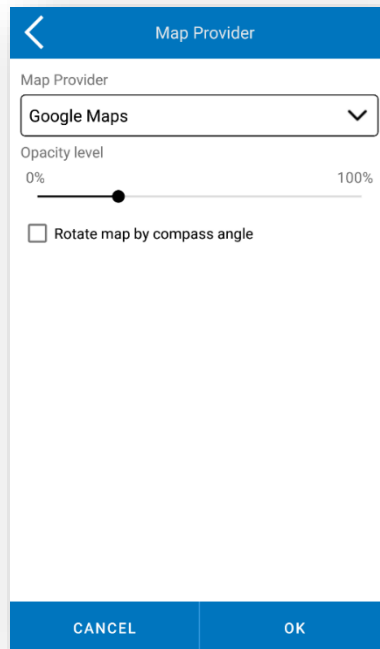 Map Provider
Map Provider
Google Maps
Opacity level
0% 100%
Rotate map by compass angle
CANCEL OK